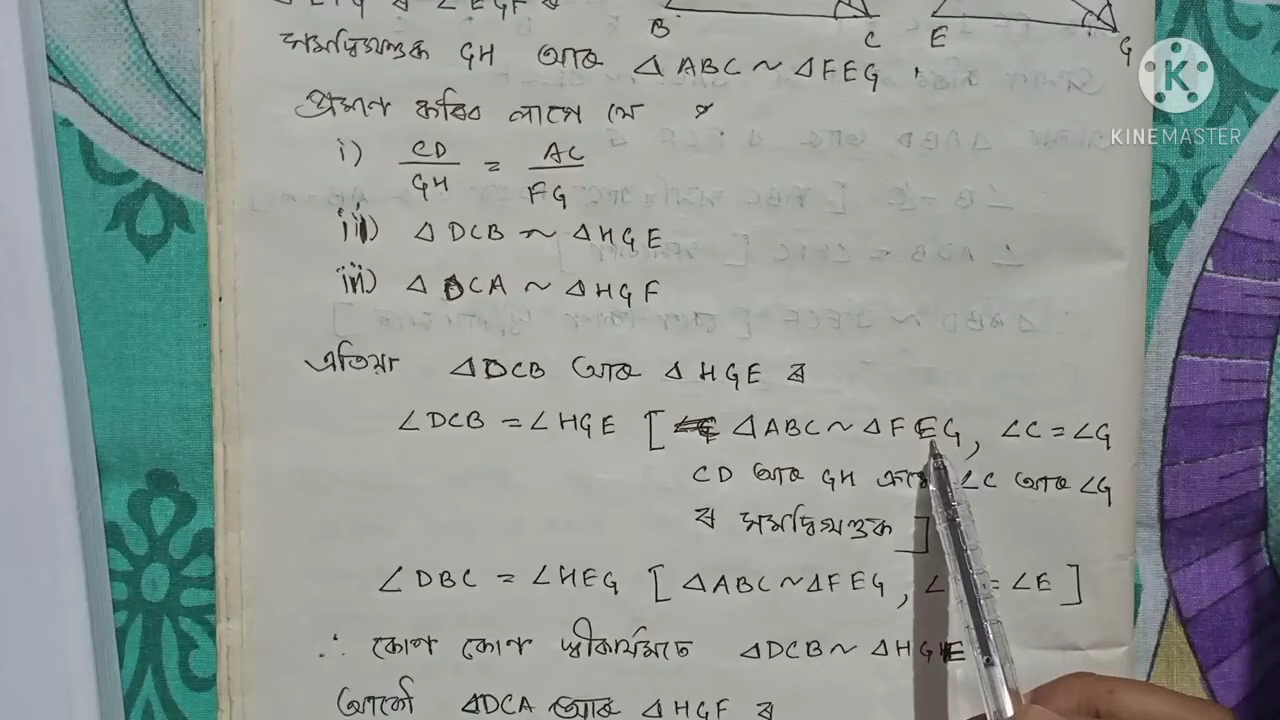 ∠EGF ৰ
B C E G
সমদ্বিখণ্ডক GH আৰু Δ ABC ~ Δ FEG ,
প্ৰমাণ কৰিব লাগে যে
i) CD/GH = AC/FG
ii) Δ DCB ~ Δ HGE
iii) Δ DCA ~ Δ HGF
এতিয়া Δ DCB আৰু Δ HGE ৰ
∠DCB = ∠HGE [ Δ ABC ~ Δ FEG, ∠C = ∠G
CD আৰু GH ∠C আৰু ∠G
ৰ সমদ্বিখণ্ডক ]
∠DBC = ∠HEG [ Δ ABC ~ Δ FEG, ∠ = ∠E ]
∴ কোণ কোণ স্বীকাৰ্যমতে Δ DCB ~ Δ HGE
আকৌ Δ DCA আৰু Δ HGF ৰ
K
KINEMASTER